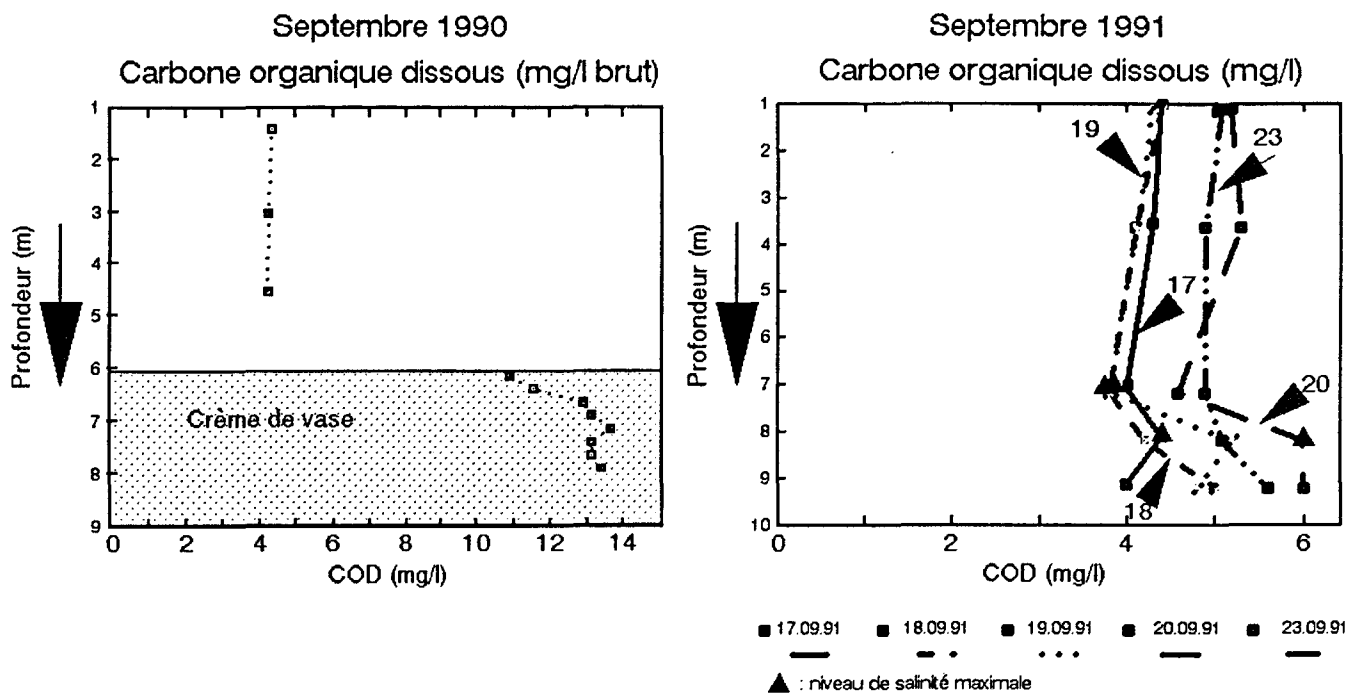 Septembre 1990
Carbone organique dissous (mg/l brut)
1
2
3
4
5
6
7
8
9
Profondeur (m)
Crème de vase
0 2 4 6 8 10 12 14
COD (mg/l)
Septembre 1991
Carbone organique dissous (mg/l)
1
2
3
4
5
6
7
8
9
10
Profondeur (m)
19
23
17
20
18
0 2 4 6
COD (mg/l)
17.09.91 18.09.91 19.09.91 20.09.91 23.09.91
: niveau de salinité maximale